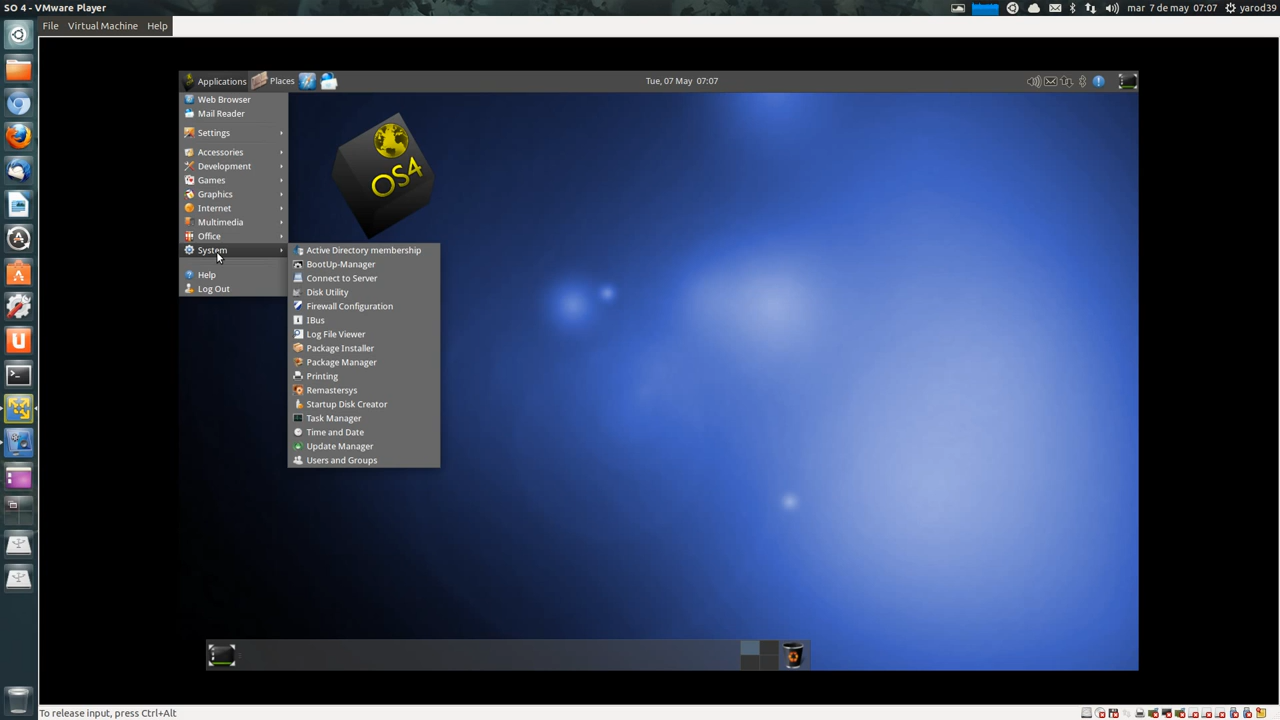 SO 4 - VMware Player
mar 7 de may 07:07 yarod39
File Virtual Machine Help
Applications Places
Tue, 07 May 07:07
Web Browser
Mail Reader
Settings
Accessories
Development
Games
Graphics
Internet
Multimedia
Office
System
Help
Log Out
OS4
Active Directory membership
BootUp-Manager
Connect to Server
Disk Utility
Firewall Configuration
IBus
Log File Viewer
Package Installer
Package Manager
Printing
Remastersys
Startup Disk Creator
Task Manager
Time and Date
Update Manager
Users and Groups
To release input, press Ctrl+Alt